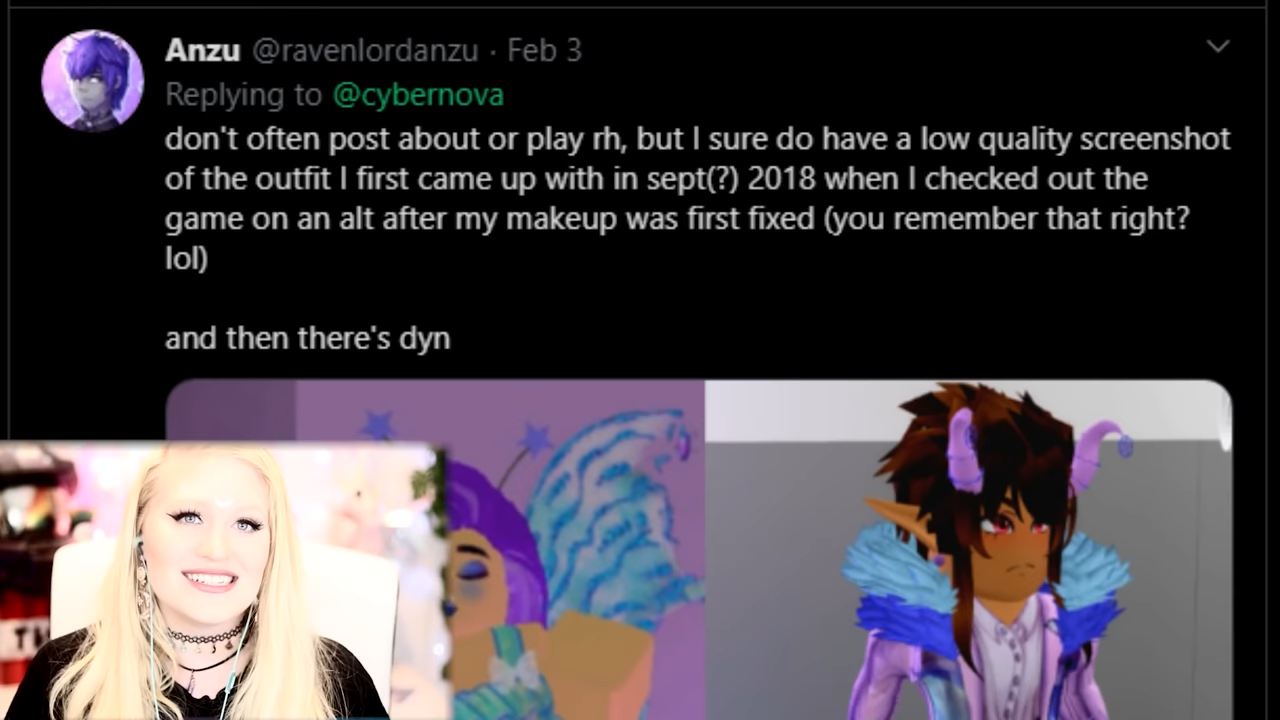 Anzu @ravenlordanzu · Feb 3
Replying to @cybernova
don't often post about or play rh, but I sure do have a low quality screenshot
of the outfit I first came up with in sept(?) 2018 when I checked out the
game on an alt after my makeup was first fixed (you remember that right?
lol)
and then there's dyn